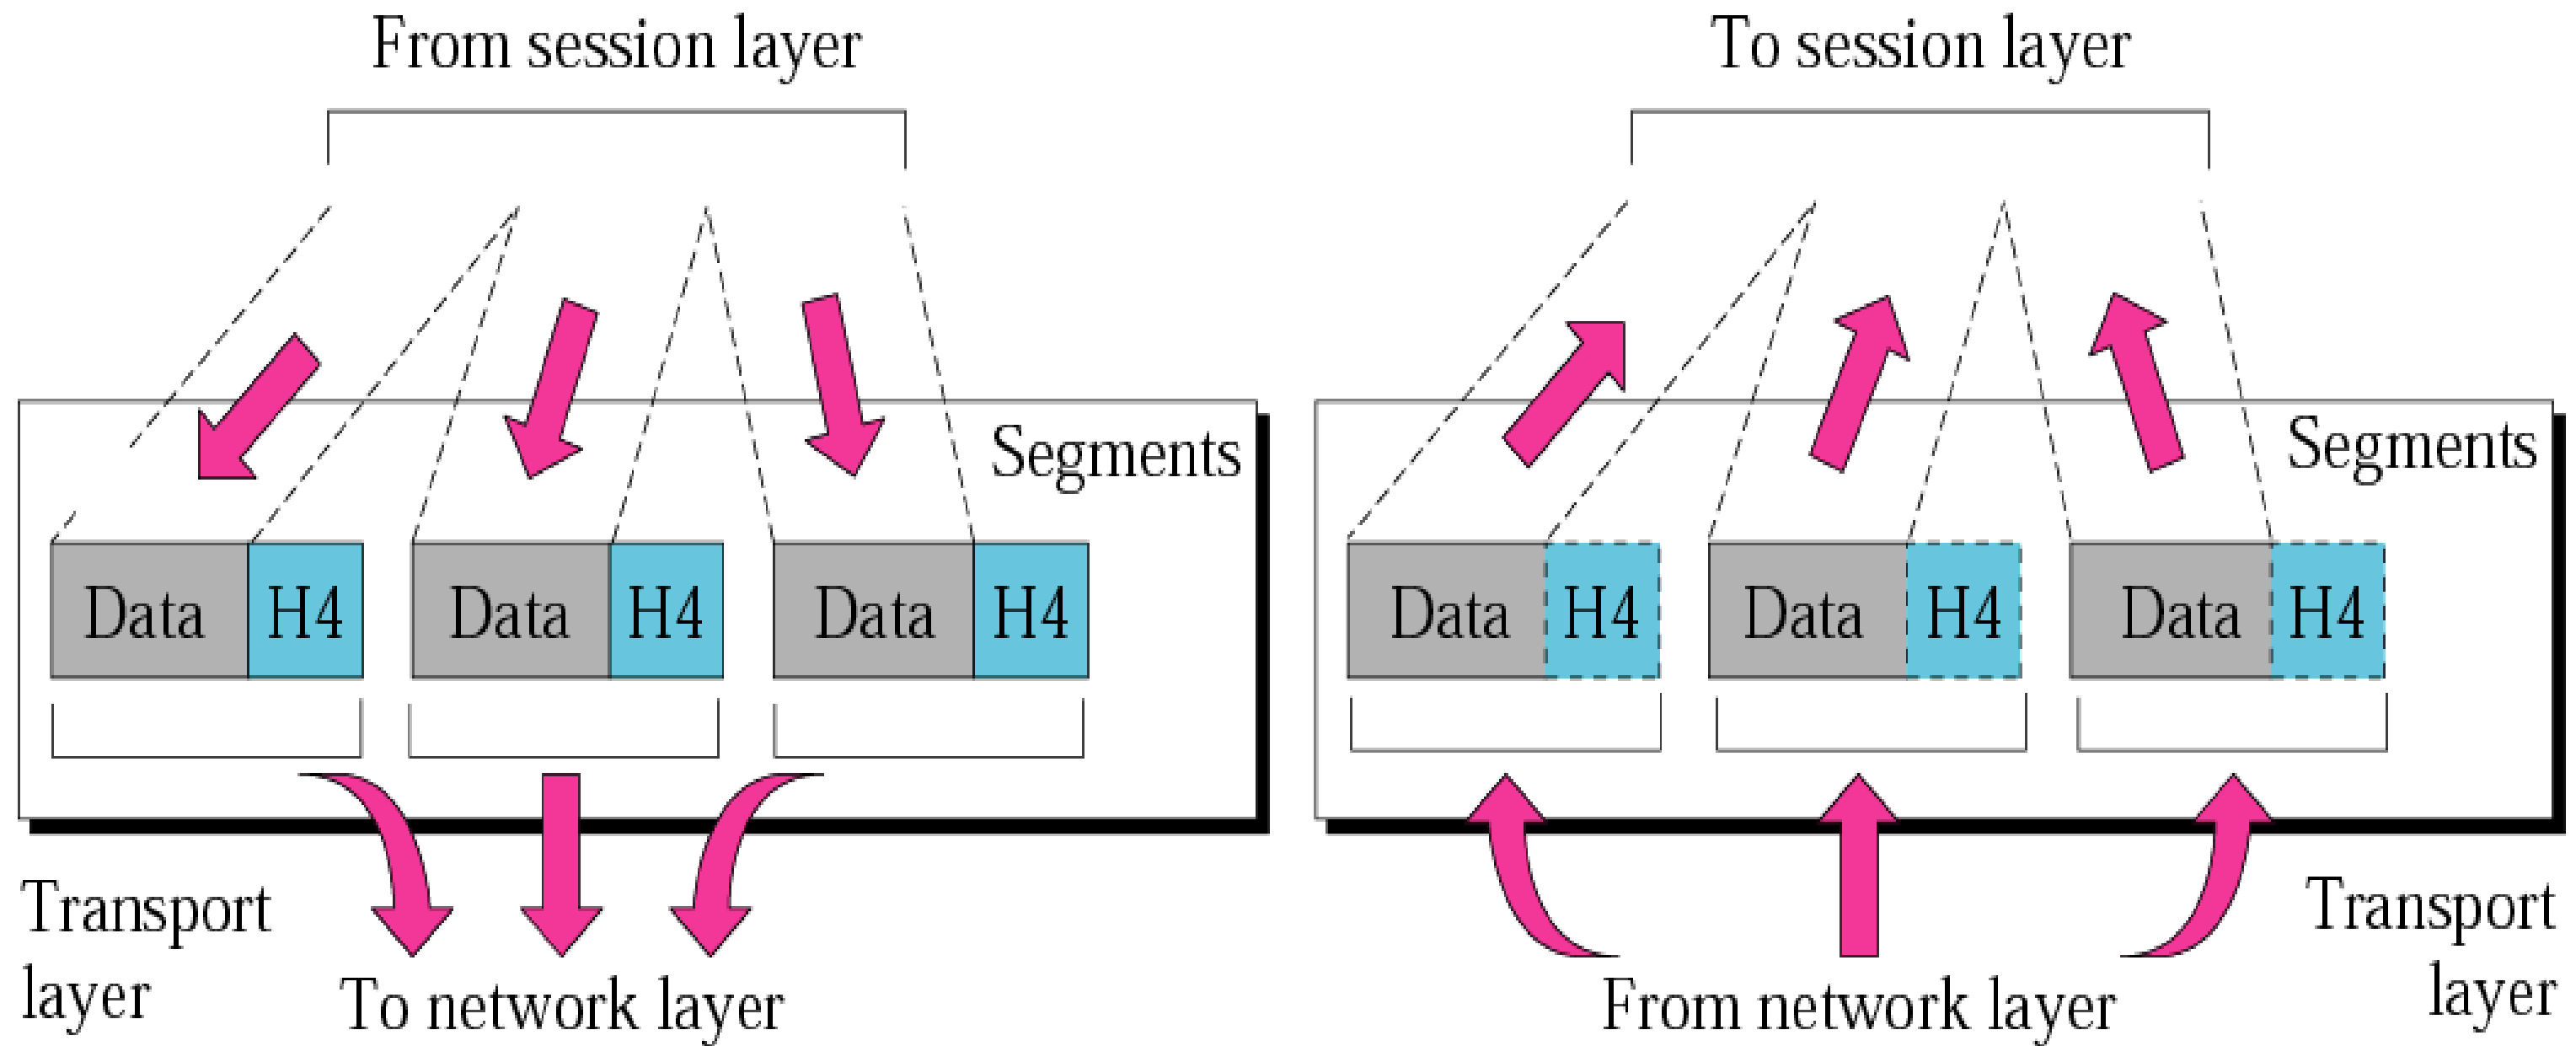 From session layer
Segments
Data H4 Data H4 Data H4
Transport
layer
To network layer
To session layer
Segments
Data H4 Data H4 Data H4
From network layer
Transport
layer